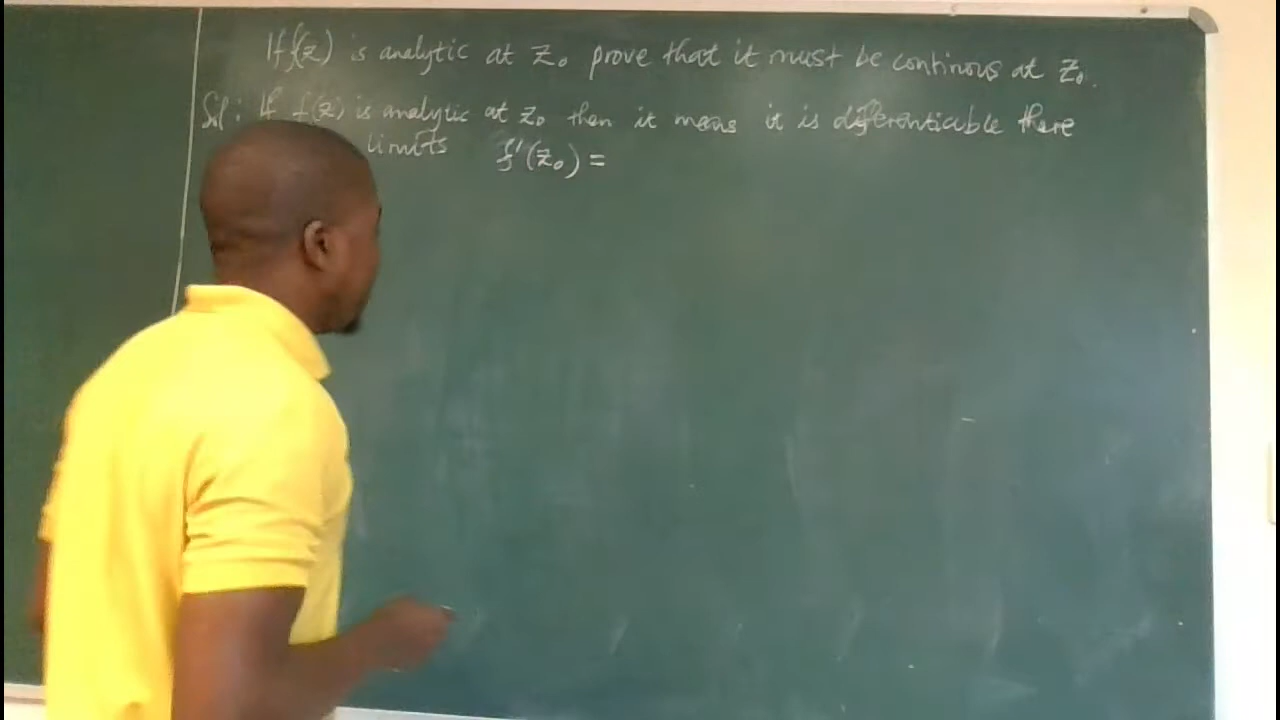 If f(z) is analytic at z₀ prove that it must be continous at z₀.
Sol: If f(z) is analytic at z₀ then it means it is differentiable there
limits f'(z₀) =